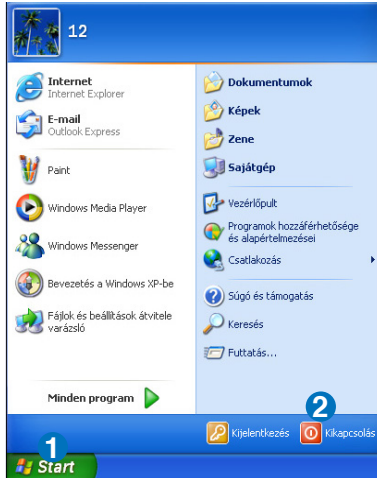 12
Internet
Internet Explorer
E-mail
Outlook Express
Paint
Windows Media Player
Windows Messenger
Bevezetés a Windows XP-be
Fájlok és beállítások átvitele
varázsló
Minden program
Dokumentumok
Képek
Zene
Sajátgép
Vezérlőpult
Programok hozzáférhetősége
és alapértelmezései
Csatlakozás
Súgó és támogatás
Keresés
Futtatás...
2
Kijelentkezés
Kikapcsolás
1
Start